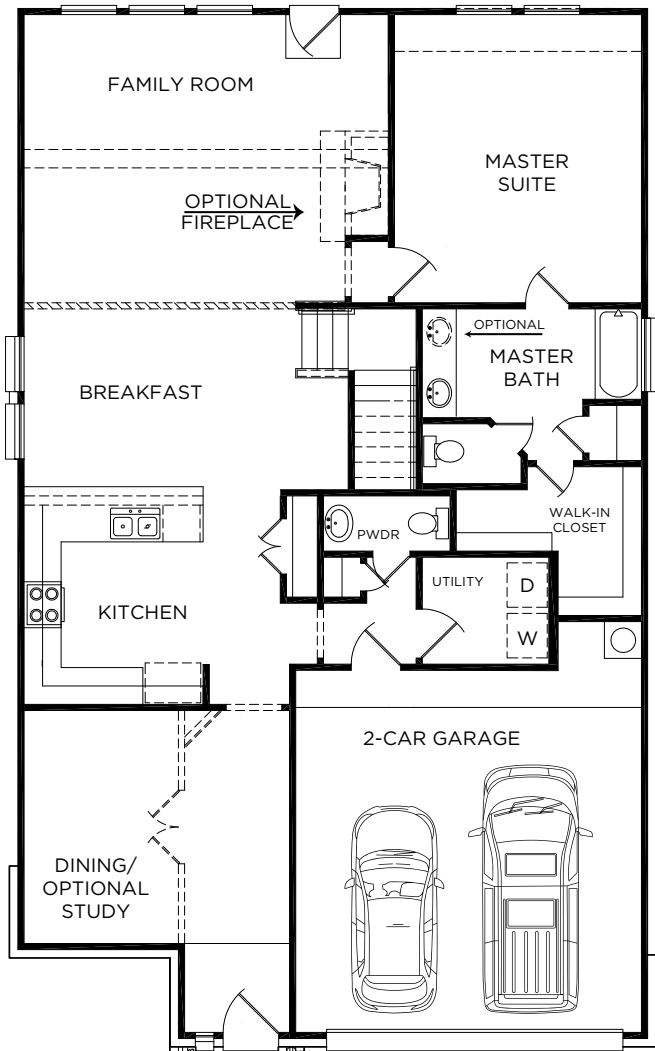 FAMILY ROOM
MASTER
SUITE
OPTIONAL
FIREPLACE
OPTIONAL
MASTER
BATH
BREAKFAST
WALK-IN
CLOSET
PWDR
UTILITY
D
W
KITCHEN
2-CAR GARAGE
DINING/
OPTIONAL
STUDY